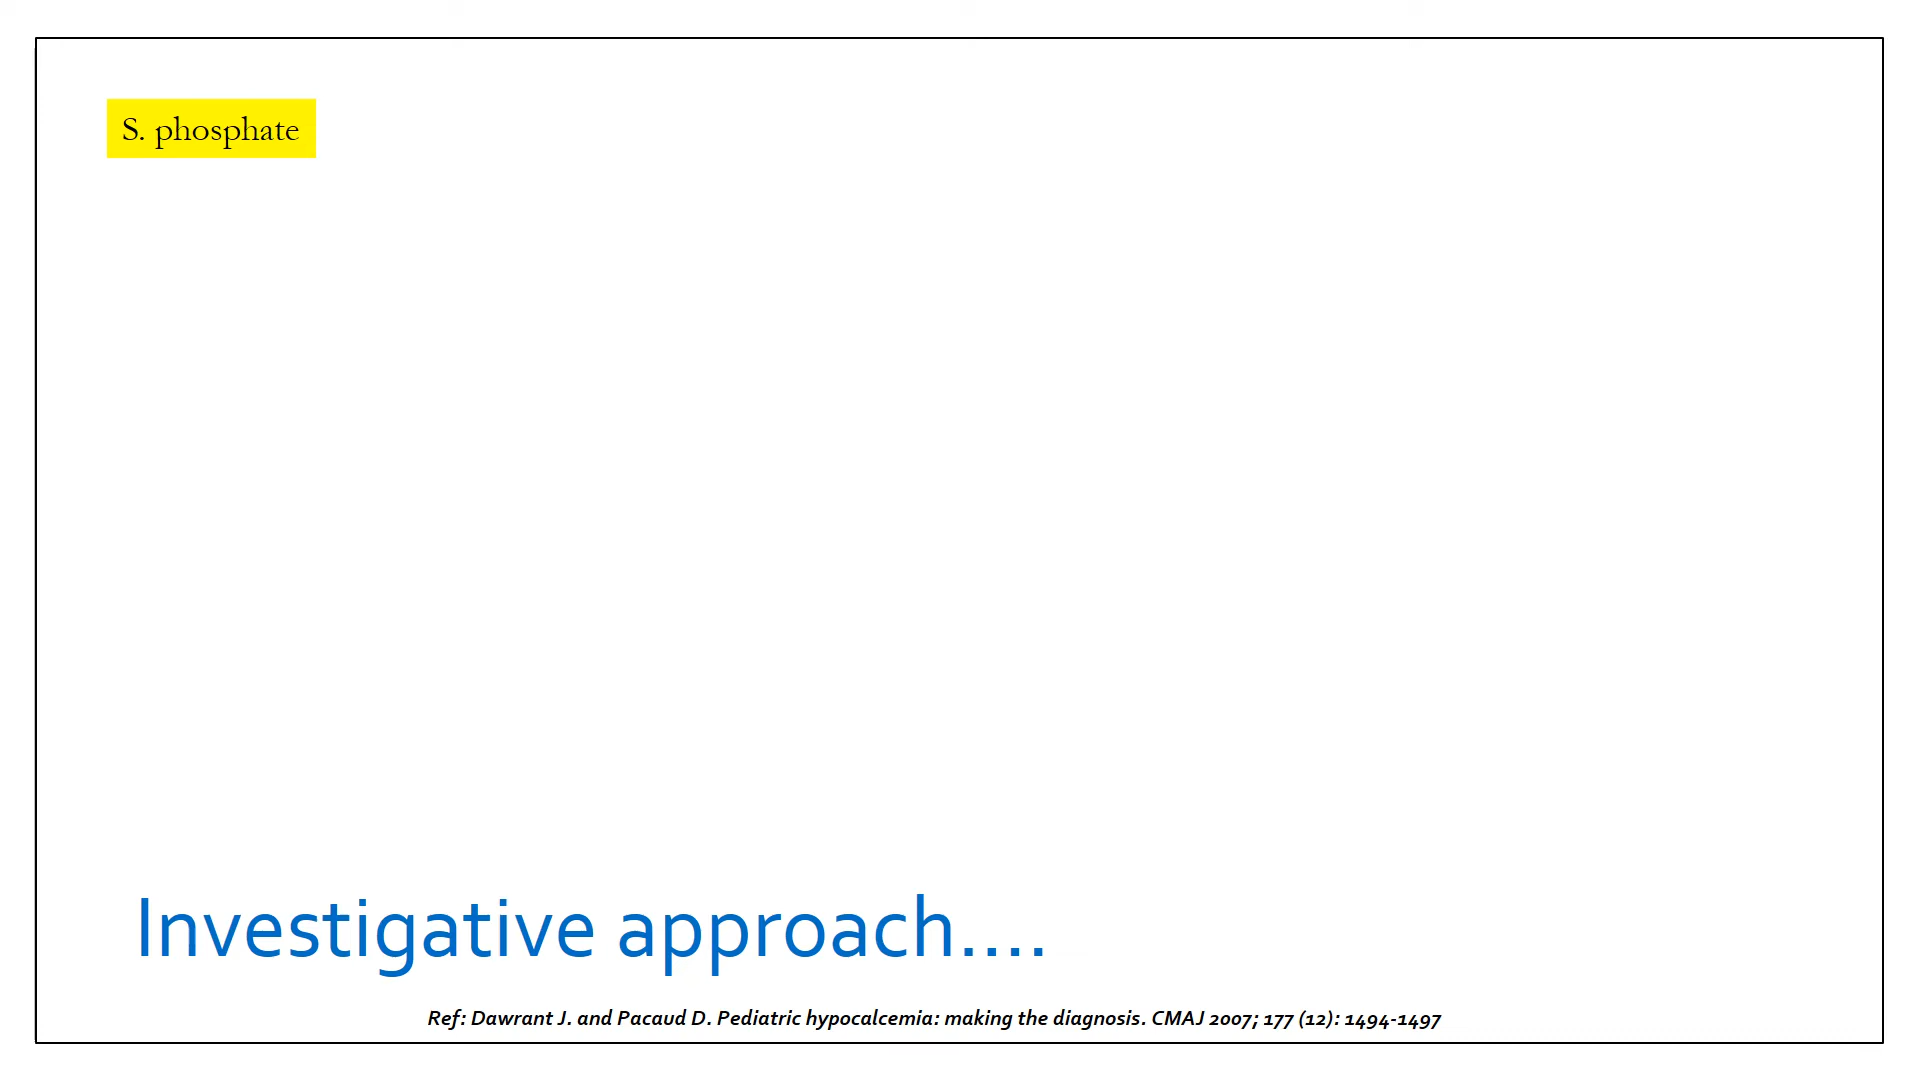 S. phosphate
Investigative approach....
Ref: Dawrant J. and Pacaud D. Pediatric hypocalcemia: making the diagnosis. CMAJ 2007; 177 (12): 1494-1497